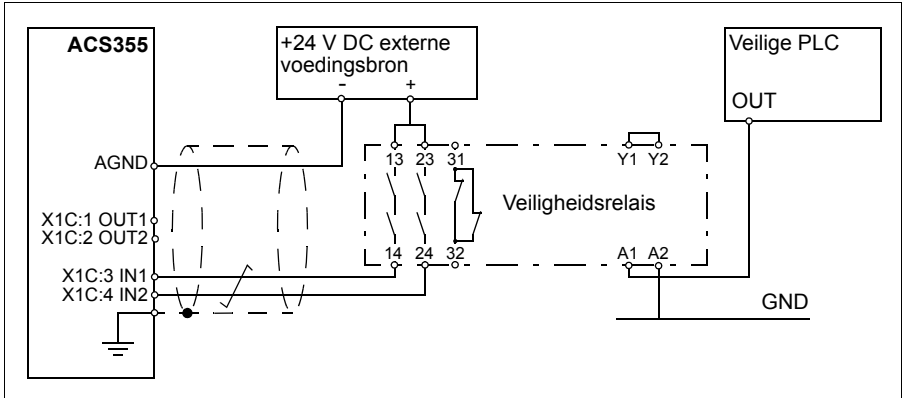 ACS355
+24 V DC externe
voedingsbron
- +
Veilige PLC
OUT
AGND
13 23 31
Y1 Y2
Veiligheidsrelais
X1C:1 OUT1
X1C:2 OUT2
14 24 32
A1 A2
X1C:3 IN1
X1C:4 IN2
GND